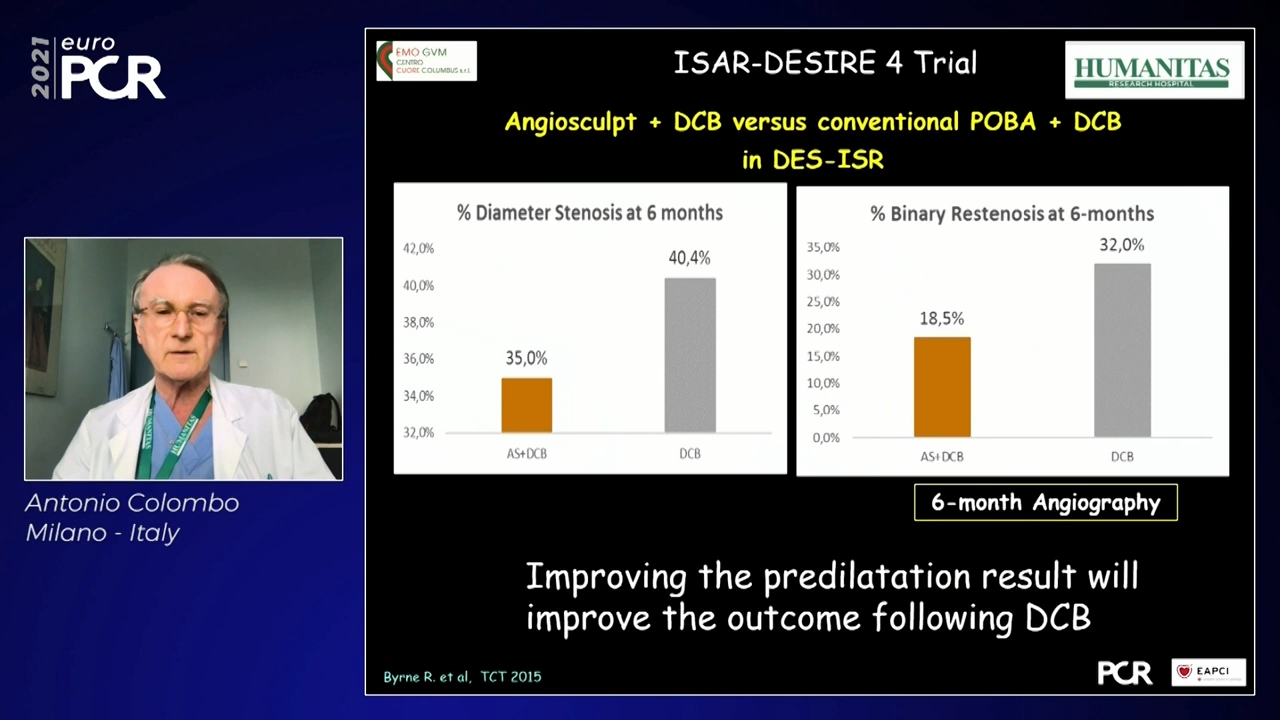 2021 euro
PCR
EMO GVM
CENTRO
CUORE COLUMBUS s.r.l.
ISAR-DESIRE 4 Trial
HUMANITAS
RESEARCH HOSPITAL
Angiosculpt + DCB versus conventional POBA + DCB
in DES-ISR
% Diameter Stenosis at 6 months
42,0%
40,0%
38,0%
36,0%
34,0%
32,0%
35,0%
40,4%
AS+DCB
DCB
% Binary Restenosis at 6-months
35,0%
30,0%
25,0%
20,0%
15,0%
10,0%
5,0%
0,0%
18,5%
32,0%
AS+DCB
DCB
6-month Angiography
Improving the predilatation result will
improve the outcome following DCB
Byrne R. et al, TCT 2015
PCR
EAPCI
HUMANITAS
HUMANITAS
Antonio Colombo
Milano - Italy